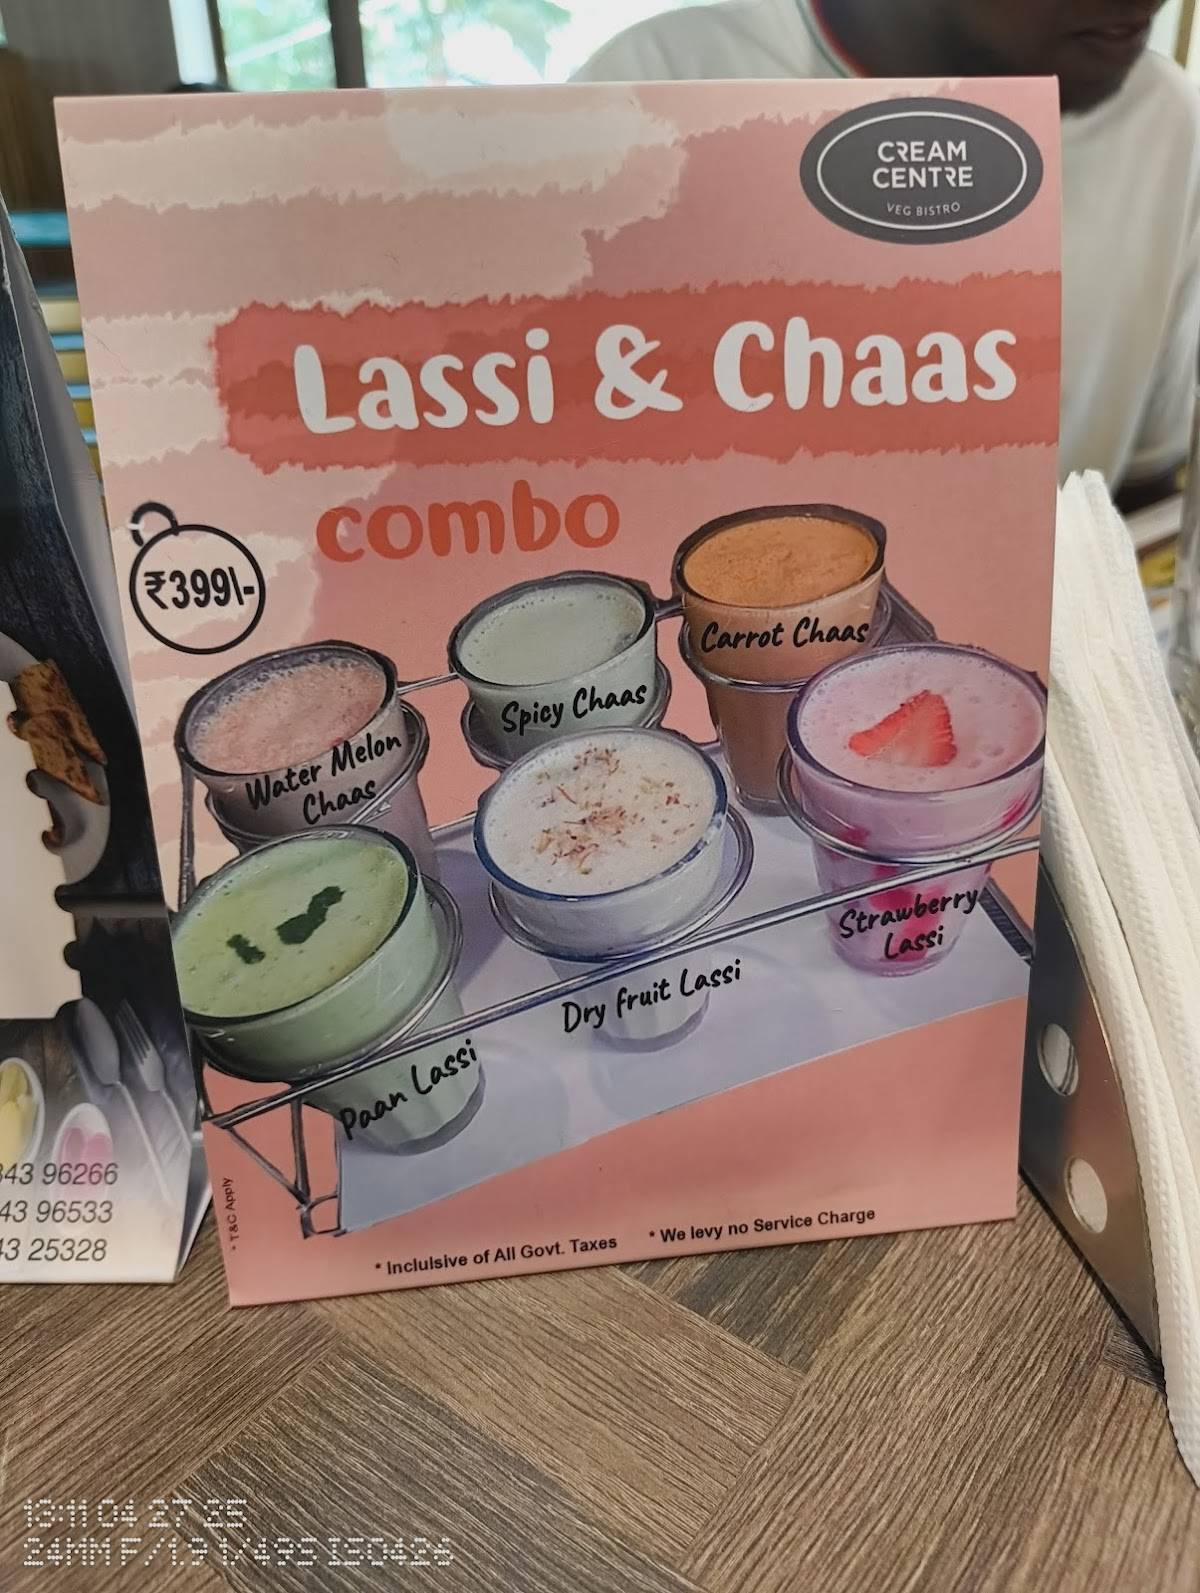 CREAM
CENTRE
VEG BISTRO
Lassi & Chaas
combo
₹399/-
Carrot Chaas
Spicy Chaas
Water Melon
Chaas
Strawberry
Lassi
Dry fruit Lassi
Paan Lassi
* T&C Apply
* Inclulsive of All Govt. Taxes * We levy no Service Charge
43 96266
43 96533
43 25328